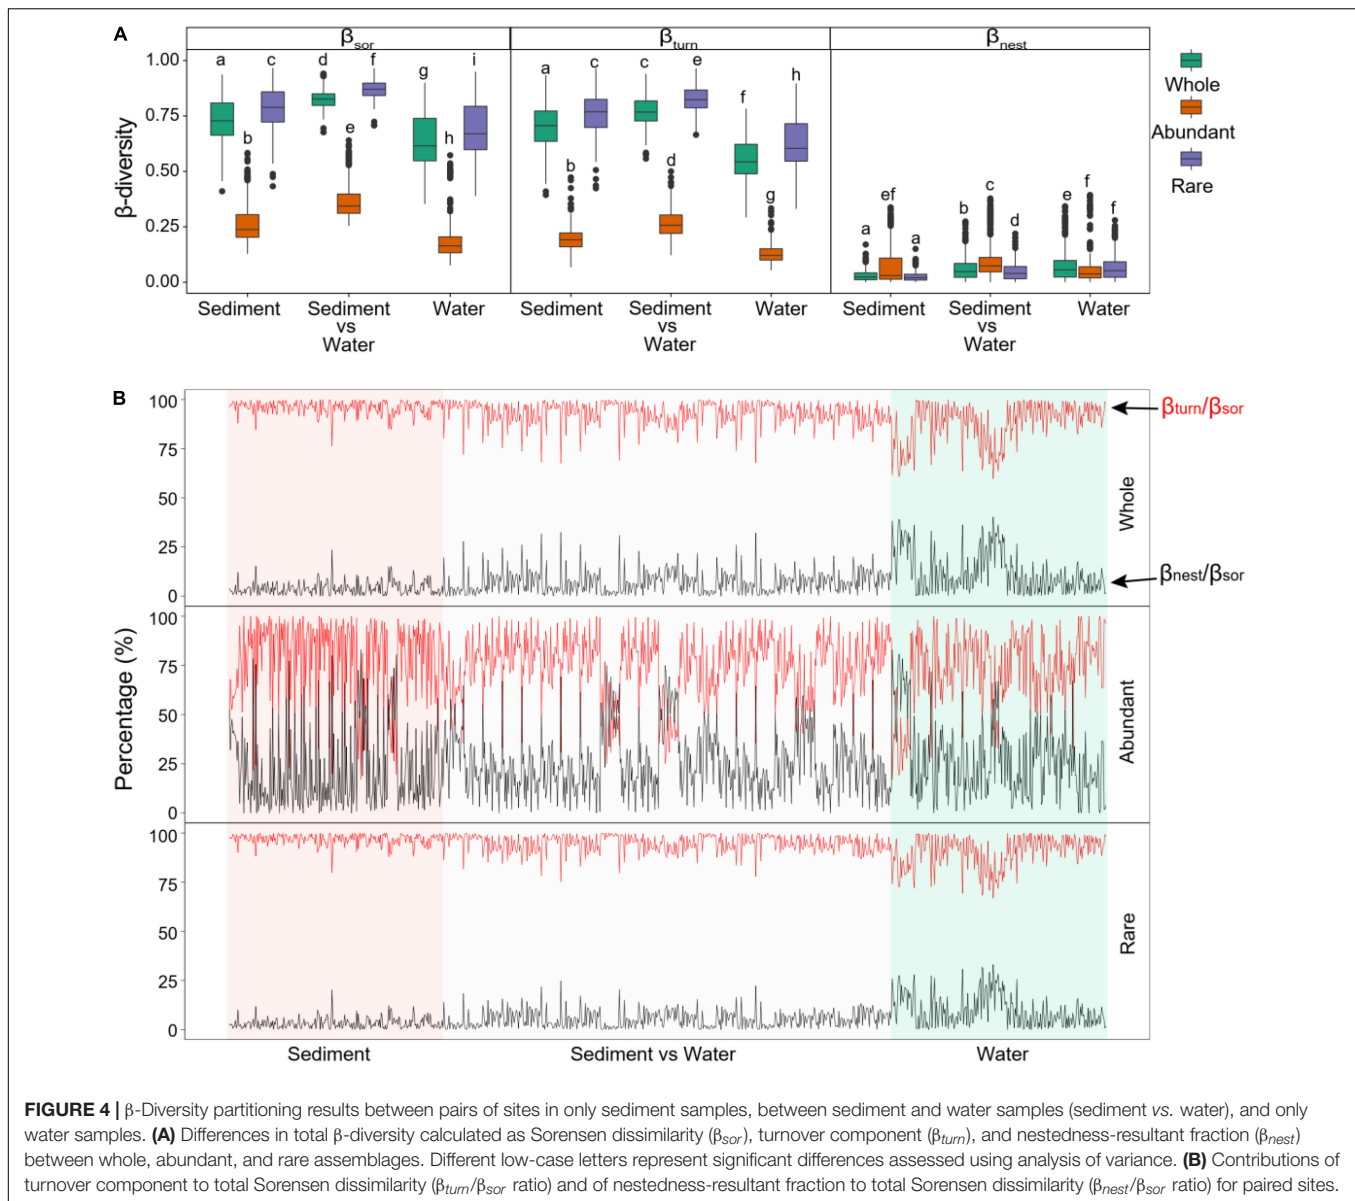 A
βsor βturn βnest
1.00
0.75
0.50
0.25
0.00
β-diversity
a c d f g i
b e h
a c c e f h
b d g
a ef a b c d e f f
Whole
Abundant
Rare
Sediment Sediment vs Water Water
Sediment Sediment vs Water Water
Sediment Sediment vs Water Water
B
Percentage (%)
100
75
50
25
0
Whole
βturn/βsor
βnest/βsor
100
75
50
25
0
Abundant
100
75
50
25
0
Rare
Sediment Sediment vs Water Water
FIGURE 4 | β-Diversity partitioning results between pairs of sites in only sediment samples, between sediment and water samples (sediment vs. water), and only
water samples. (A) Differences in total β-diversity calculated as Sorensen dissimilarity (βsor), turnover component (βturn), and nestedness-resultant fraction (βnest)
between whole, abundant, and rare assemblages. Different low-case letters represent significant differences assessed using analysis of variance. (B) Contributions of
turnover component to total Sorensen dissimilarity (βturn/βsor ratio) and of nestedness-resultant fraction to total Sorensen dissimilarity (βnest/βsor ratio) for paired sites.